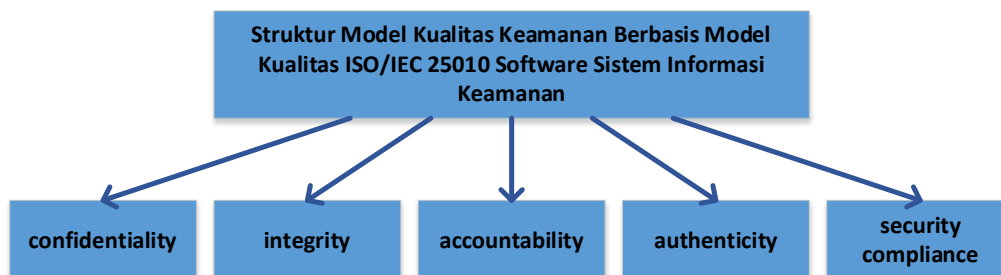 Struktur Model Kualitas Keamanan Berbasis Model
Kualitas ISO/IEC 25010 Software Sistem Informasi
Keamanan
confidentiality
integrity
accountability
authenticity
security
compliance